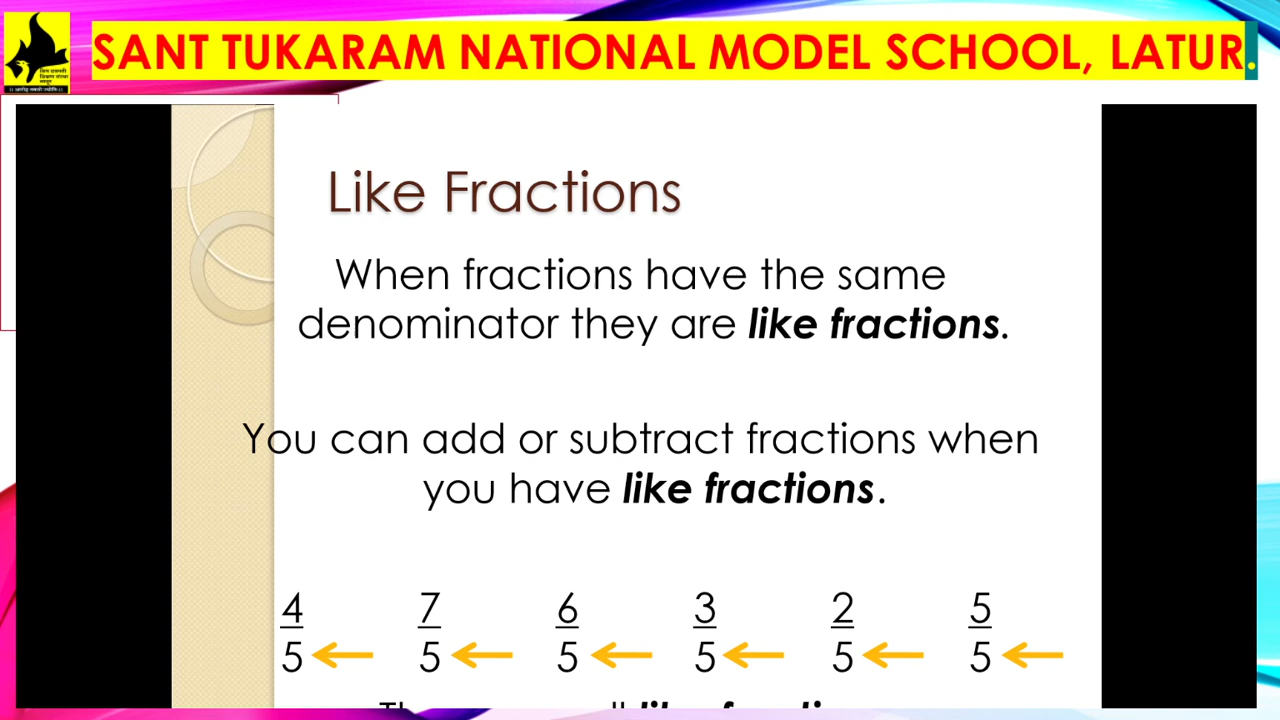 SANT TUKARAM NATIONAL MODEL SCHOOL, LATUR.
Like Fractions
When fractions have the same
denominator they are like fractions.
You can add or subtract fractions when
you have like fractions.
4 7 6 3 2 5
5 5 5 5 5 5